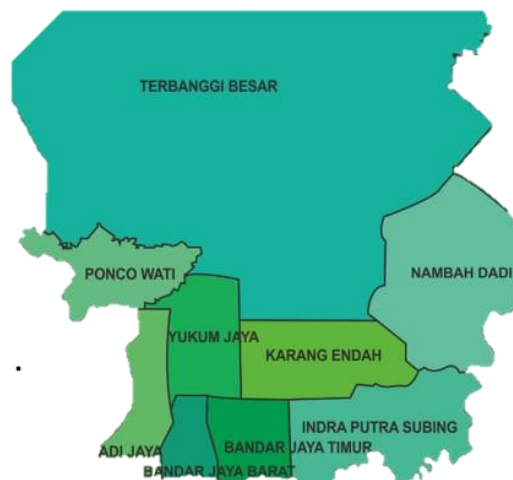 TERBANGGI BESAR
PONCO WATI
NAMBAH DADI
YUKUM JAYA
KARANG ENDAH
INDRA PUTRA SUBING
ADI JAYA
BANDAR JAYA TIMUR
BANDAR JAYA BARAT